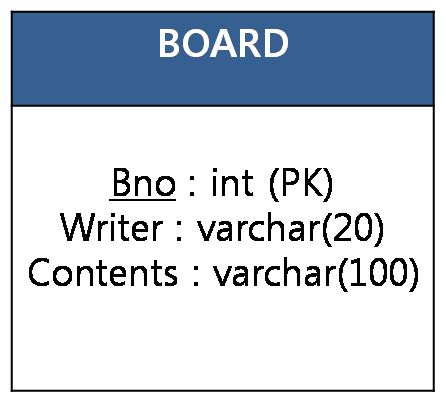 BOARD
Bno : int (PK)
Writer : varchar(20)
Contents : varchar(100)